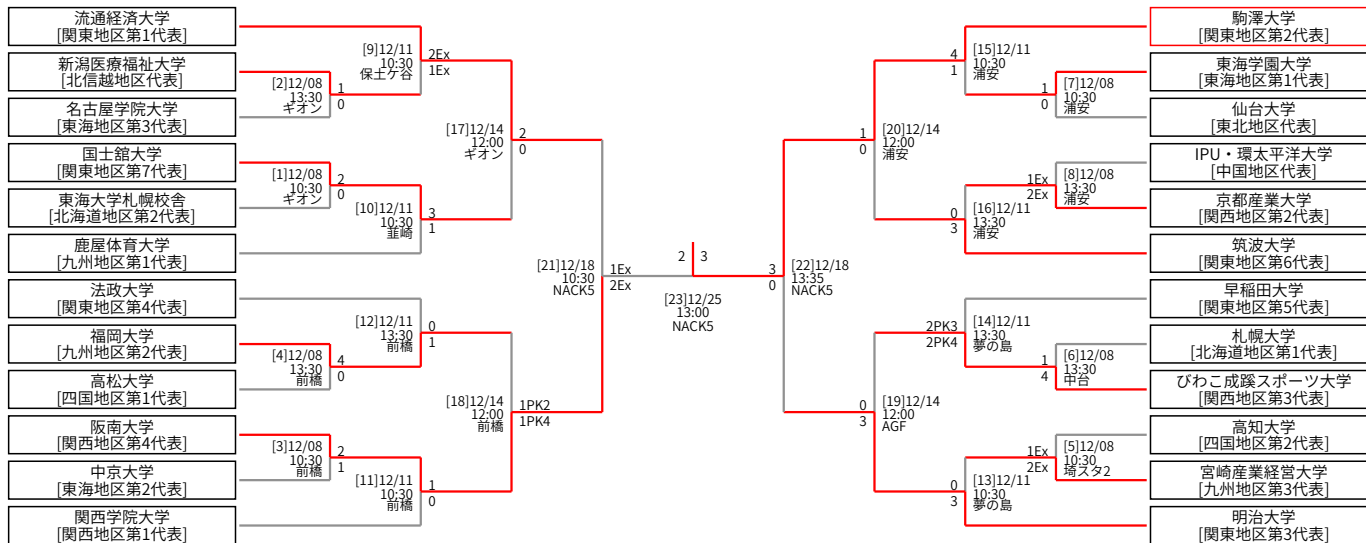 流通経済大学
[関東地区第1代表]
新潟医療福祉大学
[北信越地区代表]
名古屋学院大学
[東海地区第3代表]
国士舘大学
[関東地区第7代表]
東海大学札幌校舎
[北海道地区第2代表]
鹿屋体育大学
[九州地区第1代表]
法政大学
[関東地区第4代表]
福岡大学
[九州地区第2代表]
高松大学
[四国地区第1代表]
阪南大学
[関西地区第4代表]
中京大学
[東海地区第2代表]
関西学院大学
[関西地区第1代表]
[2]12/08
13:30
ギオン
1
0
[1]12/08
10:30
ギオン
2
0
[4]12/08
13:30
前橋
4
0
[3]12/08
10:30
前橋
2
1
[9]12/11
10:30
保土ケ谷
2Ex
1Ex
[10]12/11
10:30
韮崎
3
1
[12]12/11
13:30
前橋
0
1
[11]12/11
10:30
前橋
1
0
[17]12/14
12:00
ギオン
2
0
[18]12/14
12:00
前橋
1PK2
1PK4
[21]12/18
10:30
NACK5
1Ex
2Ex
2
3
[23]12/25
13:00
NACK5
3
0
[22]12/18
13:35
NACK5
1
0
[20]12/14
12:00
浦安
0
3
[19]12/14
12:00
AGF
4
1
[15]12/11
10:30
浦安
0
3
[16]12/11
13:30
浦安
2PK3
2PK4
[14]12/11
13:30
夢の島
0
3
[13]12/11
10:30
夢の島
1
0
[7]12/08
10:30
浦安
1Ex
2Ex
[8]12/08
13:30
浦安
1
4
[6]12/08
13:30
中台
1Ex
2Ex
[5]12/08
10:30
埼スタ2
駒澤大学
[関東地区第2代表]
東海学園大学
[東海地区第1代表]
仙台大学
[東北地区代表]
IPU・環太平洋大学
[中国地区代表]
京都産業大学
[関西地区第2代表]
筑波大学
[関東地区第6代表]
早稲田大学
[関東地区第5代表]
札幌大学
[北海道地区第1代表]
びわこ成蹊スポーツ大学
[関西地区第3代表]
高知大学
[四国地区第2代表]
宮崎産業経営大学
[九州地区第3代表]
明治大学
[関東地区第3代表]